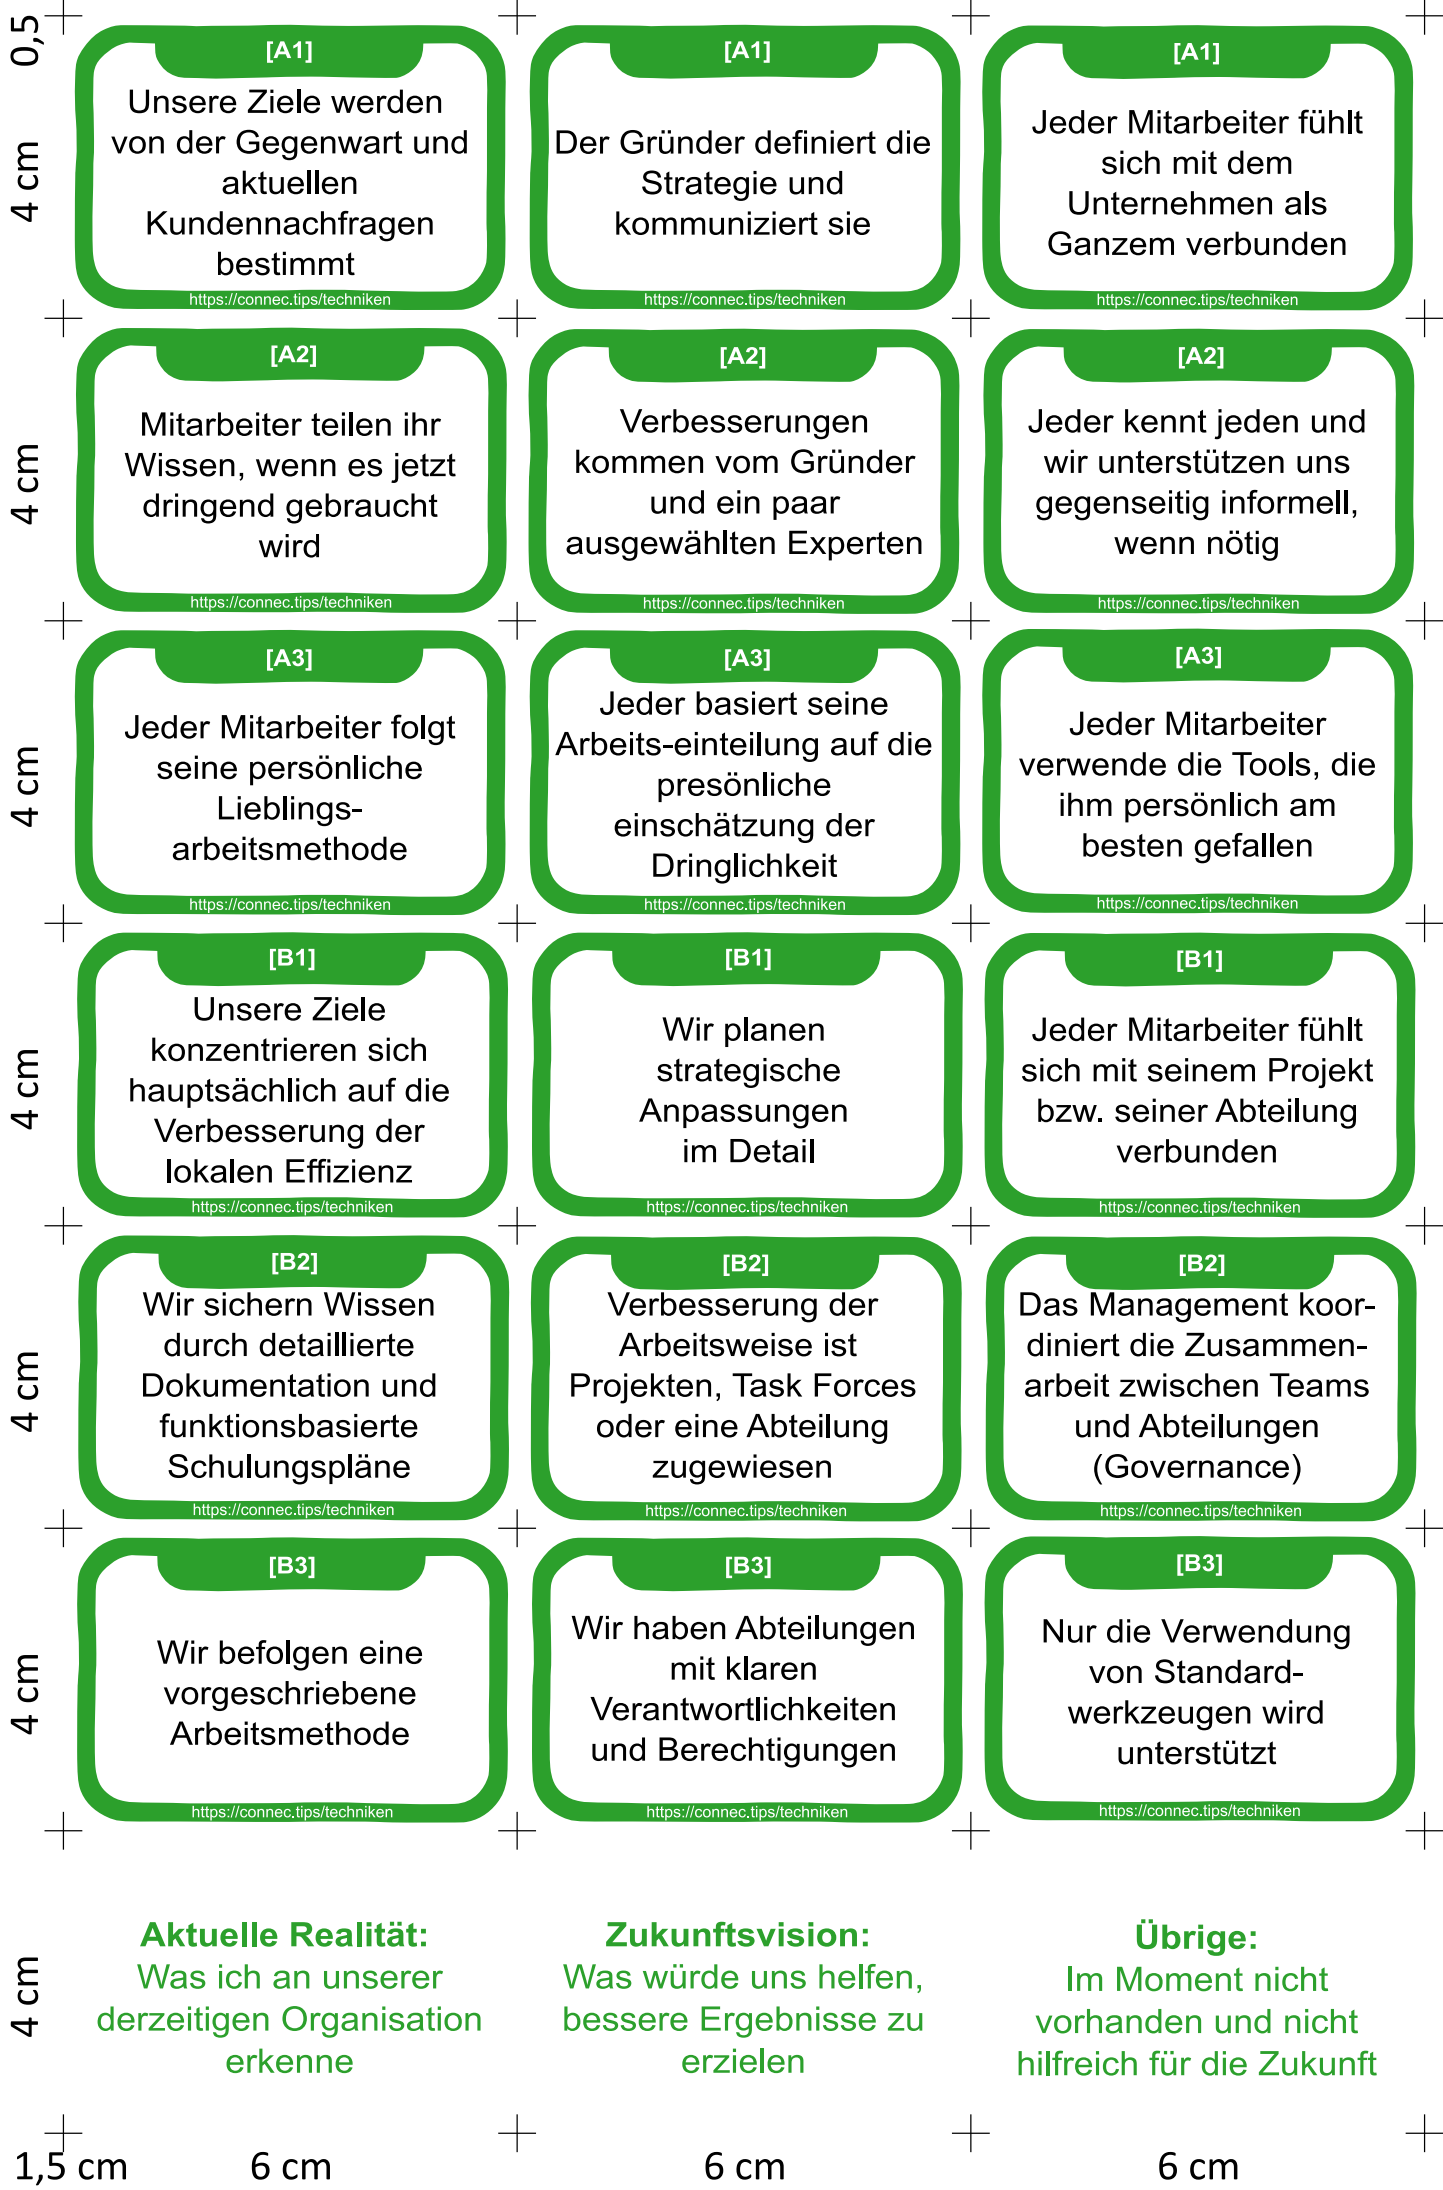 0,5
4 cm
[A1]
Unsere Ziele werden
von der Gegenwart und
aktuellen
Kundennachfragen
bestimmt
https://connec.tips/techniken
[A1]
Der Gründer definiert die
Strategie und
kommuniziert sie
https://connec.tips/techniken
[A1]
Jeder Mitarbeiter fühlt
sich mit dem
Unternehmen als
Ganzem verbunden
https://connec.tips/techniken
4 cm
[A2]
Mitarbeiter teilen ihr
Wissen, wenn es jetzt
dringend gebraucht
wird
https://connec.tips/techniken
[A2]
Verbesserungen
kommen vom Gründer
und ein paar
ausgewählten Experten
https://connec.tips/techniken
[A2]
Jeder kennt jeden und
wir unterstützen uns
gegenseitig informell,
wenn nötig
https://connec.tips/techniken
4 cm
[A3]
Jeder Mitarbeiter folgt
seine persönliche
Lieblings-
arbeitsmethode
https://connec.tips/techniken
[A3]
Jeder basiert seine
Arbeits-einteilung auf die
presönliche
einschätzung der
Dringlichkeit
https://connec.tips/techniken
[A3]
Jeder Mitarbeiter
verwende die Tools, die
ihm persönlich am
besten gefallen
https://connec.tips/techniken
4 cm
[B1]
Unsere Ziele
konzentrieren sich
hauptsächlich auf die
Verbesserung der
lokalen Effizienz
https://connec.tips/techniken
[B1]
Wir planen
strategische
Anpassungen
im Detail
https://connec.tips/techniken
[B1]
Jeder Mitarbeiter fühlt
sich mit seinem Projekt
bzw. seiner Abteilung
verbunden
https://connec.tips/techniken
4 cm
[B2]
Wir sichern Wissen
durch detaillierte
Dokumentation und
funktionsbasierte
Schulungspläne
https://connec.tips/techniken
[B2]
Verbesserung der
Arbeitsweise ist
Projekten, Task Forces
oder eine Abteilung
zugewiesen
https://connec.tips/techniken
[B2]
Das Management koor-
diniert die Zusammen-
arbeit zwischen Teams
und Abteilungen
(Governance)
https://connec.tips/techniken
4 cm
[B3]
Wir befolgen eine
vorgeschriebene
Arbeitsmethode
https://connec.tips/techniken
[B3]
Wir haben Abteilungen
mit klaren
Verantwortlichkeiten
und Berechtigungen
https://connec.tips/techniken
[B3]
Nur die Verwendung
von Standard-
werkzeugen wird
unterstützt
https://connec.tips/techniken
4 cm
Aktuelle Realität:
Was ich an unserer
derzeitigen Organisation
erkenne
Zukunftsvision:
Was würde uns helfen,
bessere Ergebnisse zu
erzielen
Übrige:
Im Moment nicht
vorhanden und nicht
hilfreich für die Zukunft
1,5 cm
6 cm
6 cm
6 cm